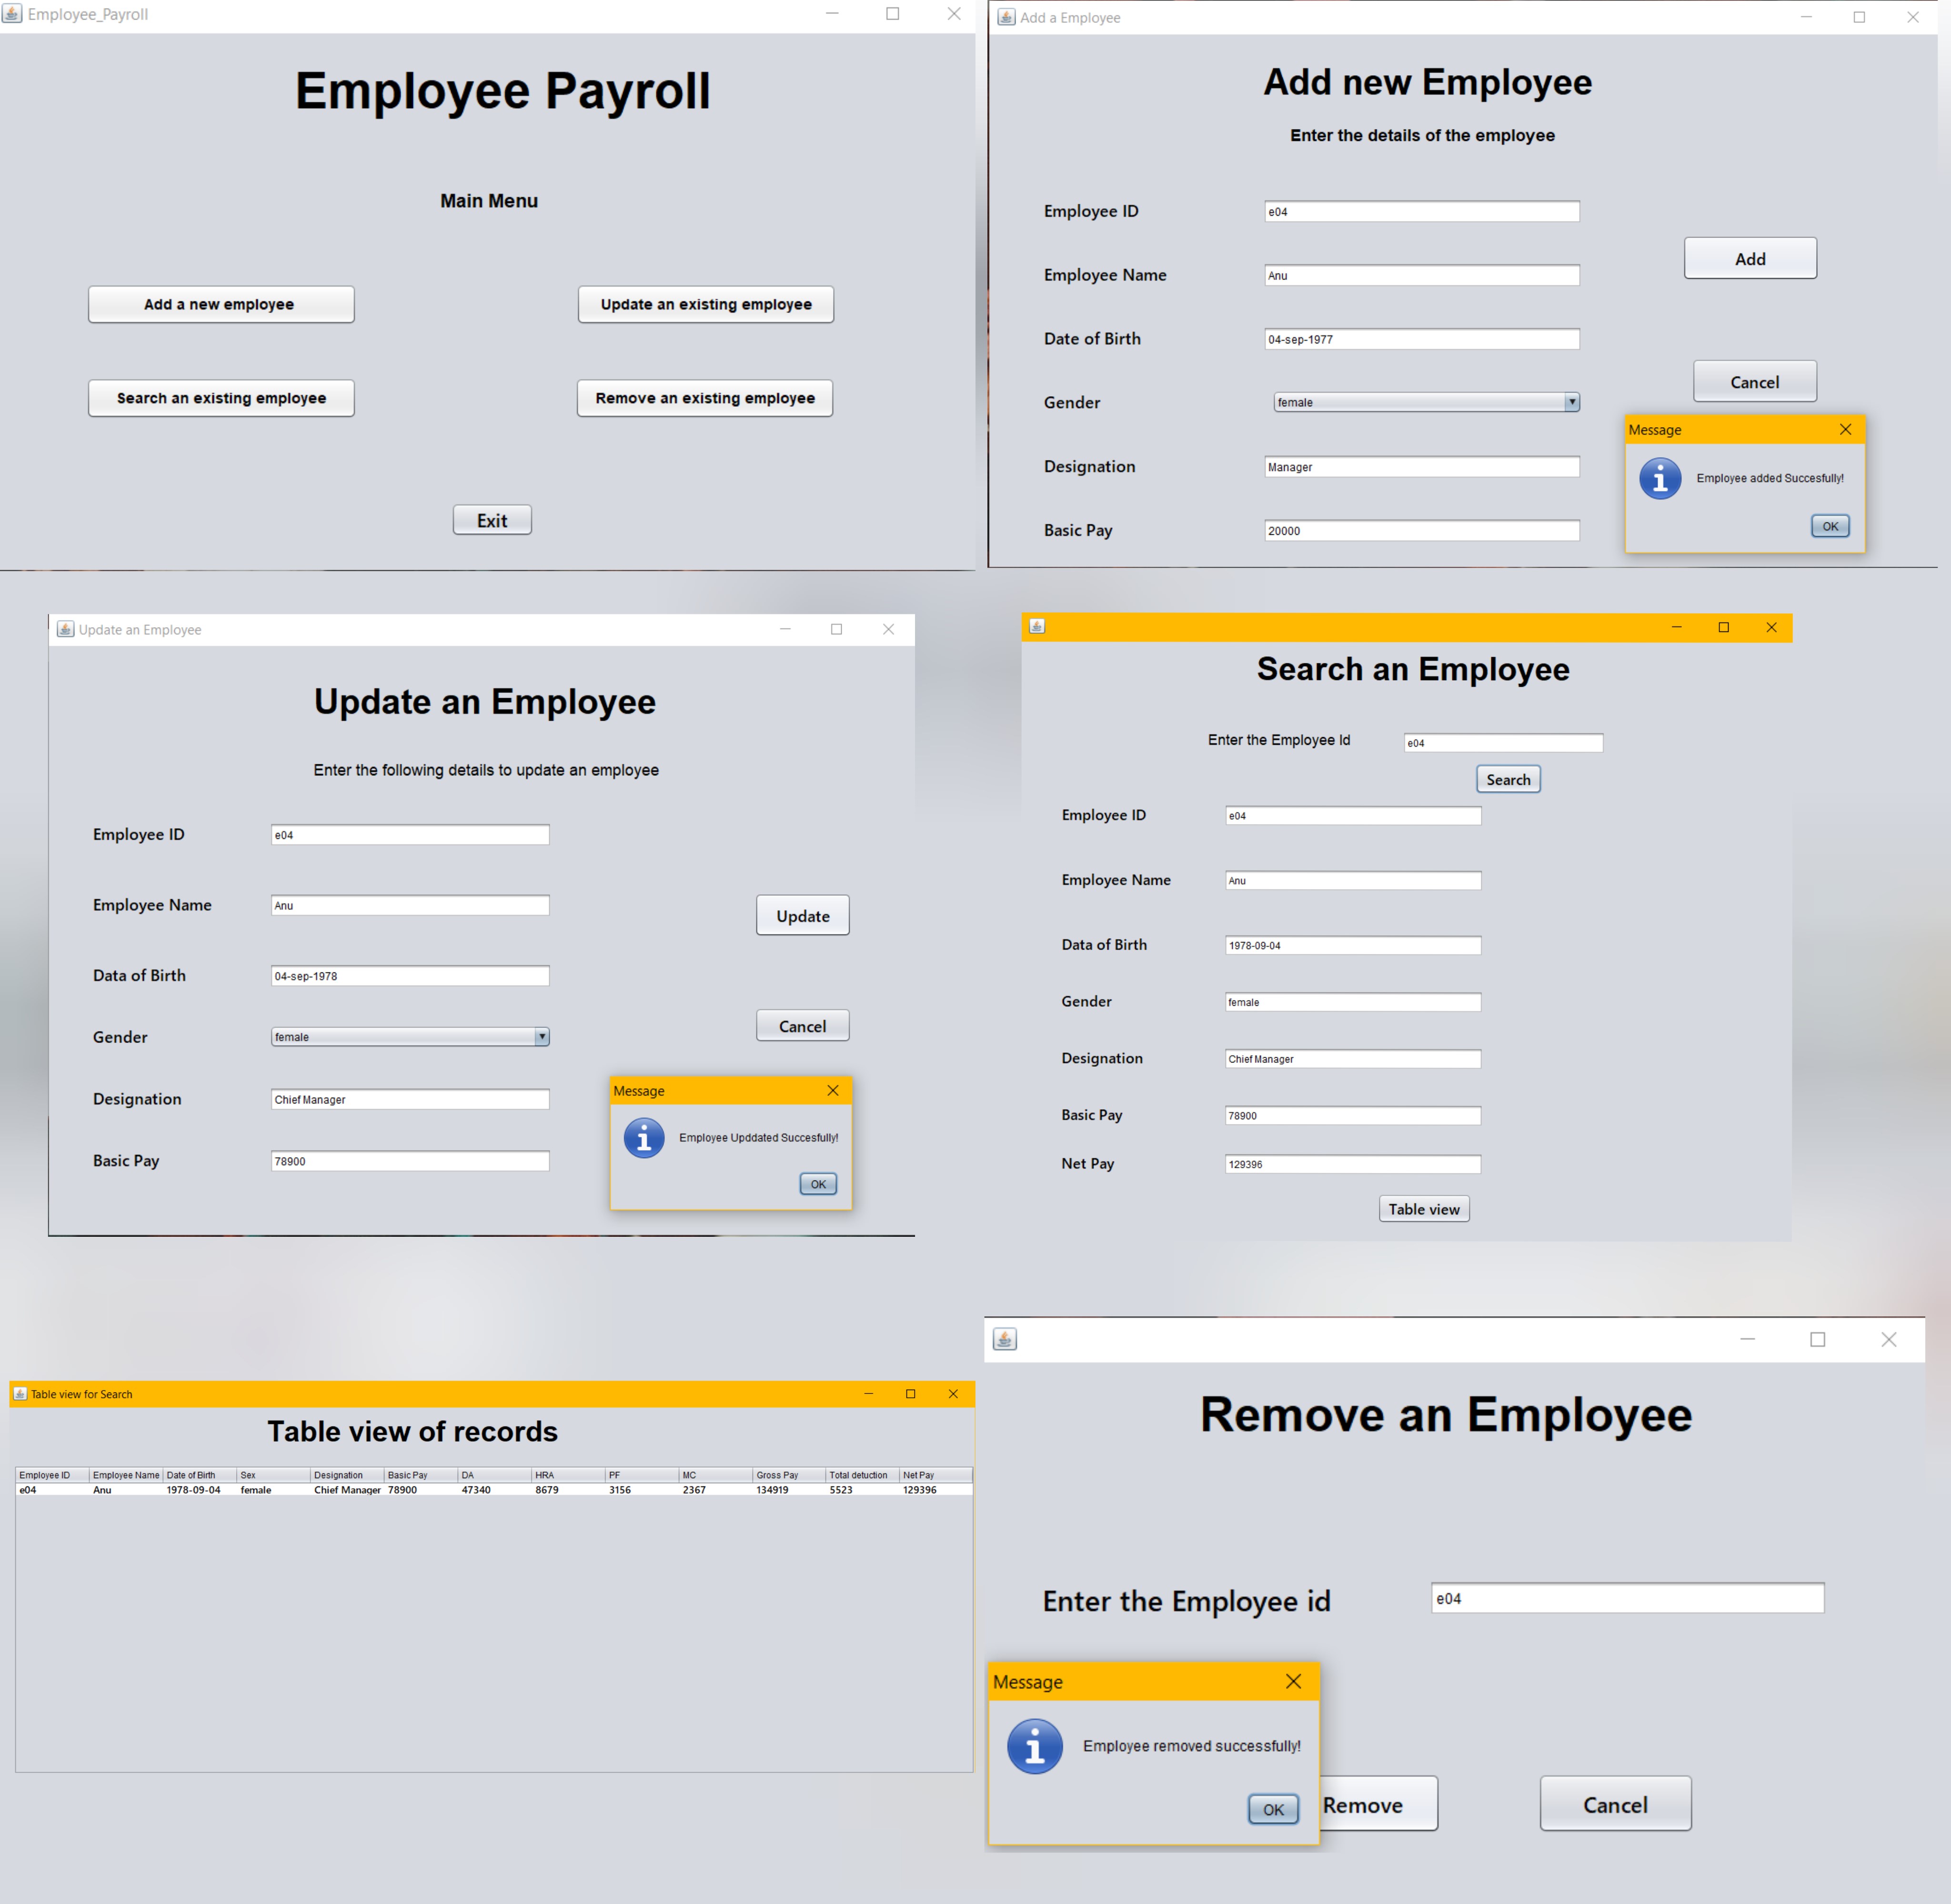 Employee_Payroll
Employee Payroll
Main Menu
Add a new employee
Update an existing employee
Search an existing employee
Remove an existing employee
Exit
Add a Employee
Add new Employee
Enter the details of the employee
Employee ID e04
Employee Name Anu
Date of Birth 04-sep-1977
Gender female
Designation Manager
Basic Pay 20000
Add
Cancel
Message
Employee added Succesfully!
OK
Update an Employee
Update an Employee
Enter the following details to update an employee
Employee ID e04
Employee Name Anu
Data of Birth 04-sep-1978
Gender female
Designation Chief Manager
Basic Pay 78900
Update
Cancel
Message
Employee Upddated Succesfully!
OK
Search an Employee
Enter the Employee Id e04
Search
Employee ID e04
Employee Name Anu
Data of Birth 1978-09-04
Gender female
Designation Chief Manager
Basic Pay 78900
Net Pay 129396
Table view
Table view for Search
Table view of records
Employee ID Employee Name Date of Birth Sex Designation Basic Pay DA HRA PF MC Gross Pay Total detuction Net Pay
e04 Anu 1978-09-04 female Chief Manager 78900 47340 8679 3156 2367 134919 5523 129396
Remove an Employee
Enter the Employee id e04
Message
Employee removed successfully!
OK
Remove
Cancel